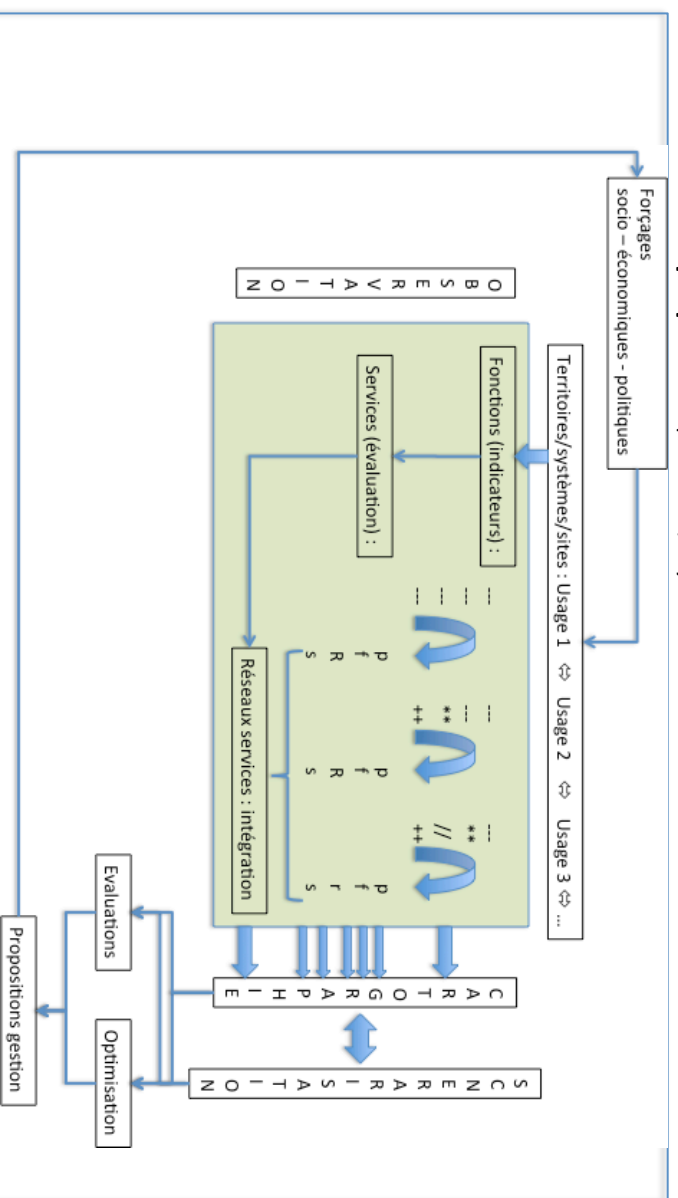 Forçages
socio – économiques - politiques
Territoires/systèmes/sites : Usage 1 ⇔ Usage 2 ⇔ Usage 3 ⇔ ...
OBSERVATION
Fonctions (indicateurs) :
--- --- ---
--- --- **
--- ** //
--- ++ ++
Services (évaluation) :
p p p
f f f
R R r
s s s
Réseaux services : intégration
CARTOGRAPHIE
SCNERARISATION
Evaluations
Optimisation
Propositions gestion